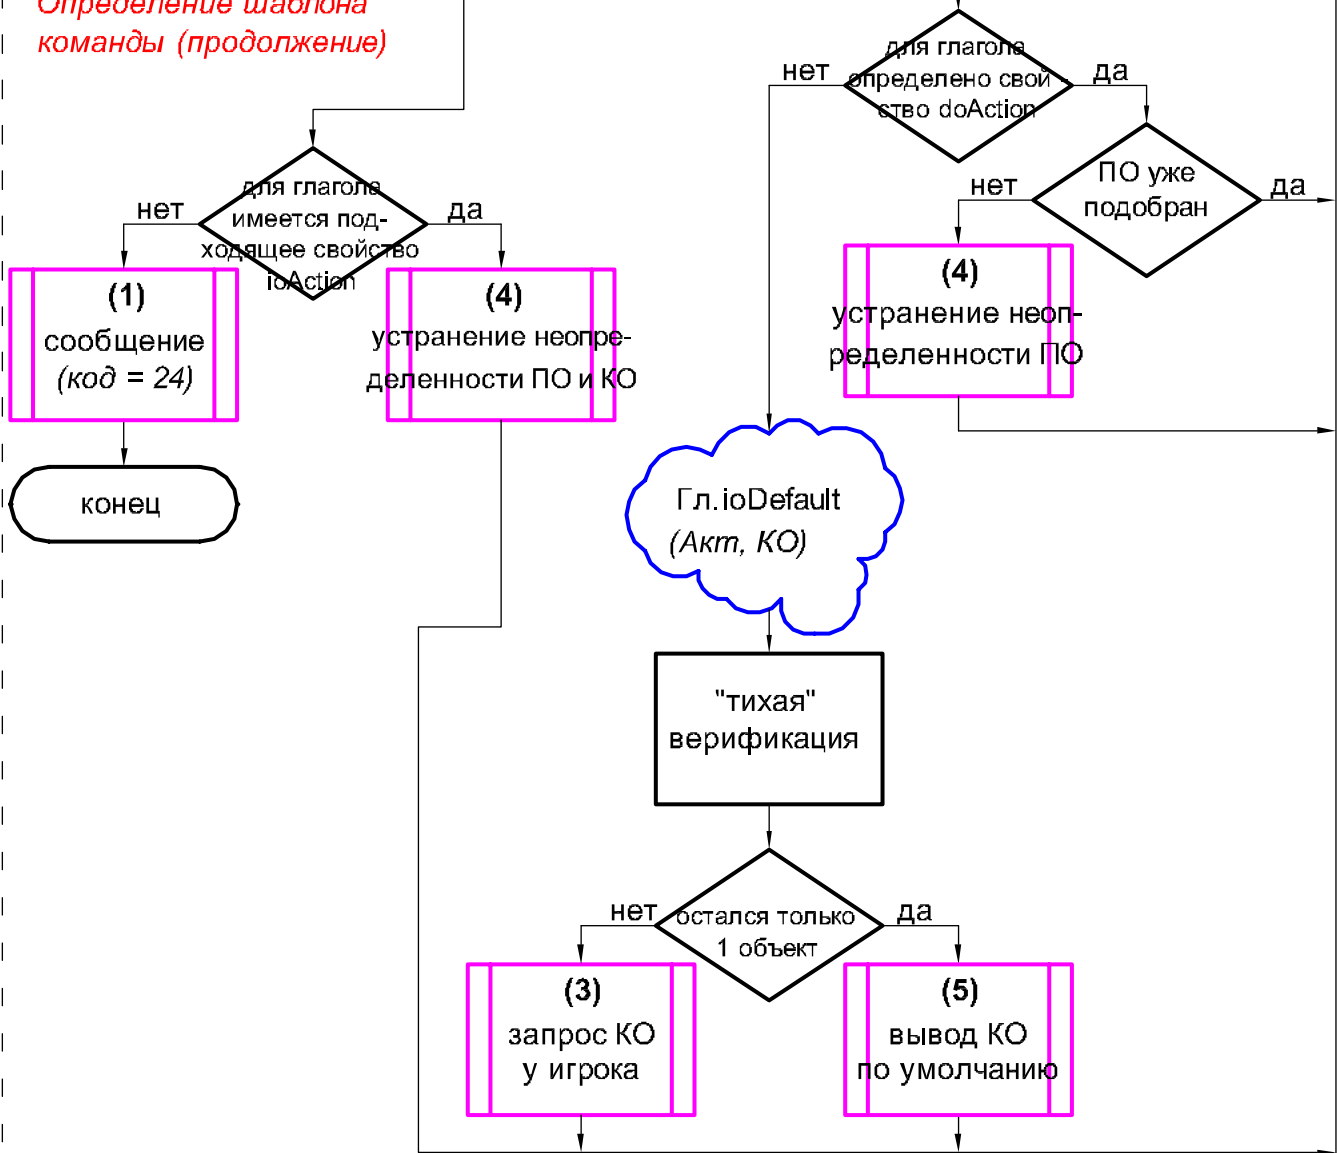 Определение шаблона
команды (продолжение)
для глагола
определено свой -
ство doAction
нет
да
ПО уже
подобран
нет
да
для глагола
имеется под-
ходящее свойство
ioAction
нет
да
(1)
сообщение
(код = 24)
(4)
устранение неопре-
деленности ПО и КО
(4)
устранение неоп-
ределенности ПО
конец
Гл.ioDefault
(Акт, КО)
"тихая"
верификация
нет
остался только
1 объект
да
(3)
запрос КО
у игрока
(5)
вывод КО
по умолчанию